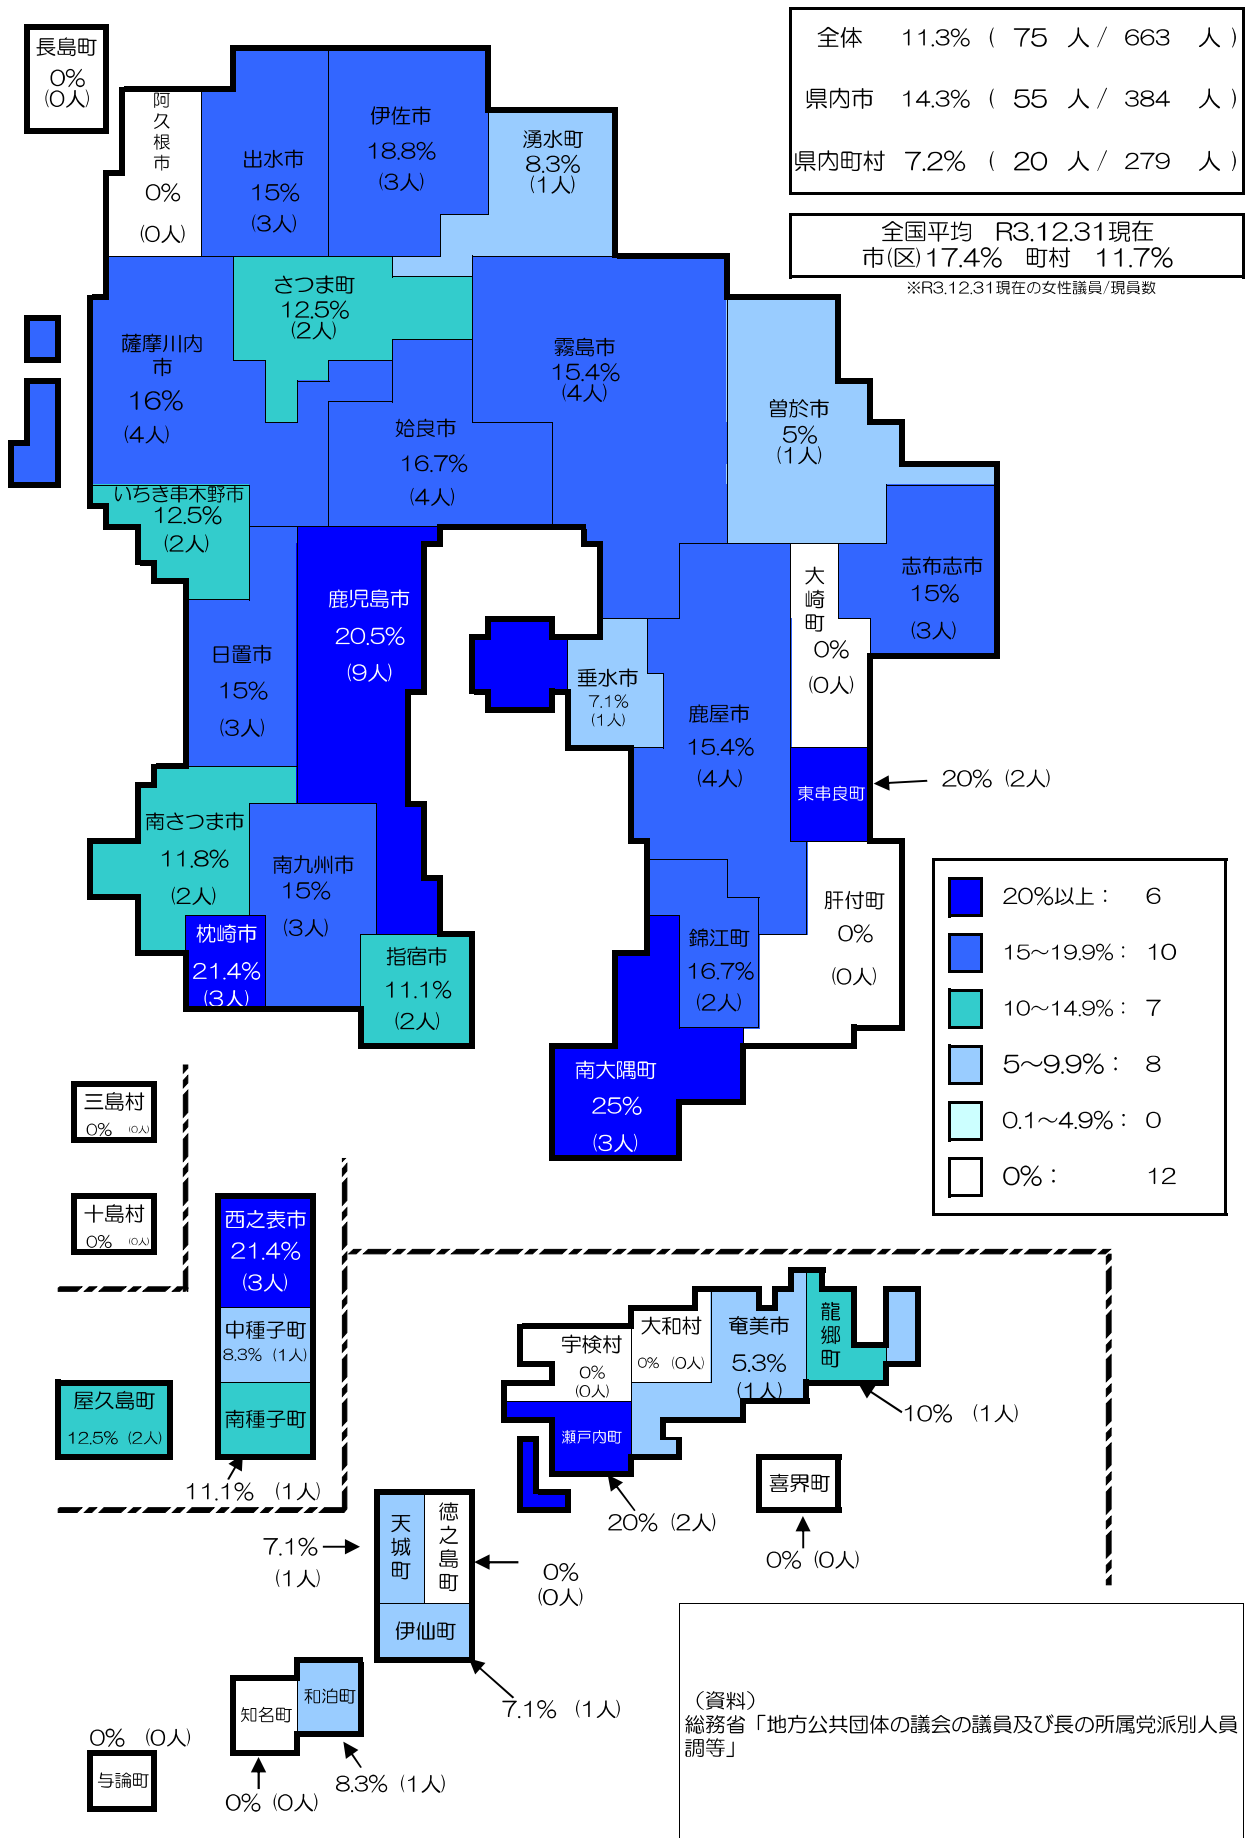 長島町
0%
(0人)
全体 11.3% ( 75 人 / 663 人 )
県内市 14.3% ( 55 人 / 384 人 )
県内町村 7.2% ( 20 人 / 279 人 )
全国平均 R3.12.31現在
市(区)17.4% 町村 11.7%
※R3.12.31現在の女性議員/現員数
阿久根市
0%
(0人)
出水市
15%
(3人)
伊佐市
18.8%
(3人)
湧水町
8.3%
(1人)
さつま町
12.5%
(2人)
薩摩川内
市
16%
(4人)
霧島市
15.4%
(4人)
姶良市
16.7%
(4人)
曽於市
5%
(1人)
いちき串木野市
12.5%
(2人)
鹿児島市
20.5%
(9人)
日置市
15%
(3人)
志布志市
15%
(3人)
大崎町
0%
(0人)
垂水市
7.1%
(1人)
鹿屋市
15.4%
(4人)
東串良町
20% (2人)
南さつま市
11.8%
(2人)
南九州市
15%
(3人)
枕崎市
21.4%
(3人)
指宿市
11.1%
(2人)
肝付町
0%
(0人)
錦江町
16.7%
(2人)
南大隅町
25%
(3人)
20%以上: 6
15~19.9%: 10
10~14.9%: 7
5~9.9%: 8
0.1~4.9%: 0
0%: 12
三島村
0% (0人)
十島村
0% (0人)
西之表市
21.4%
(3人)
中種子町
8.3% (1人)
南種子町
11.1% (1人)
屋久島町
12.5% (2人)
宇検村
0%
(0人)
大和村
0% (0人)
奄美市
5.3%
(1人)
龍郷町
10% (1人)
瀬戸内町
20% (2人)
喜界町
0% (0人)
天城町
7.1%
(1人)
徳之島町
0%
(0人)
伊仙町
7.1% (1人)
和泊町
8.3% (1人)
知名町
0% (0人)
0% (0人)
与論町
(資料)
総務省「地方公共団体の議会の議員及び長の所属党派別人員
調等」